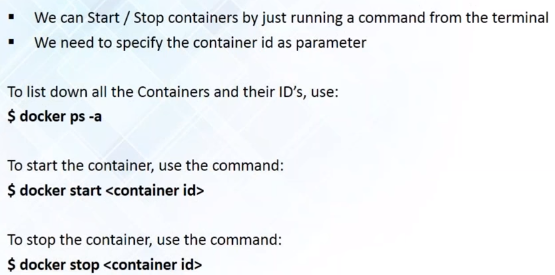 ▪ We can Start / Stop containers by just running a command from the terminal
▪ We need to specify the container id as parameter
To list down all the Containers and their ID's, use:
$ docker ps -a
To start the container, use the command:
$ docker start <container id>
To stop the container, use the command:
$ docker stop <container id>